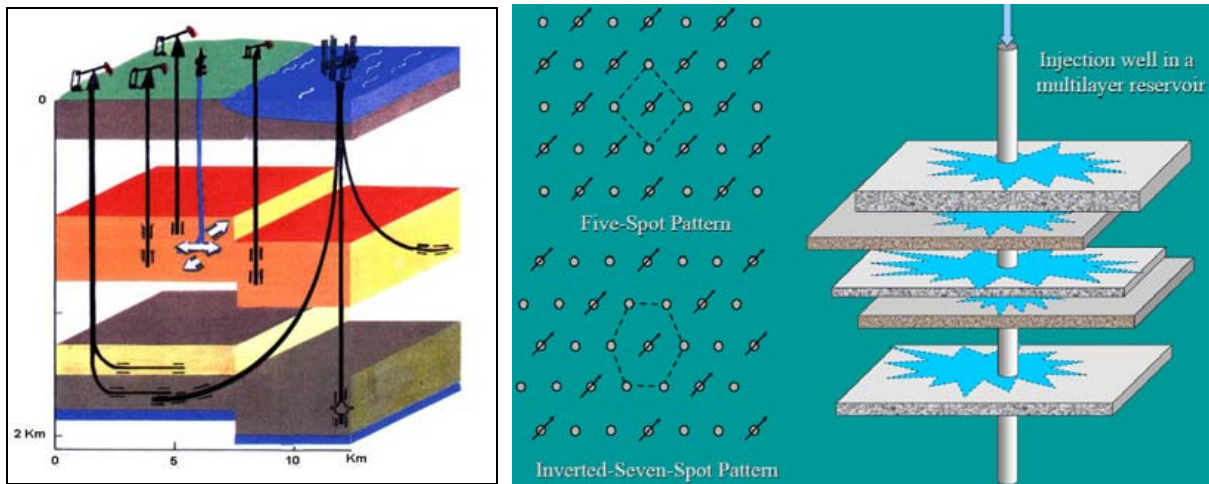 0
2 Km
0
5
10
Km
Five-Spot Pattern
Inverted-Seven-Spot Pattern
Injection well in a
multilayer reservoir